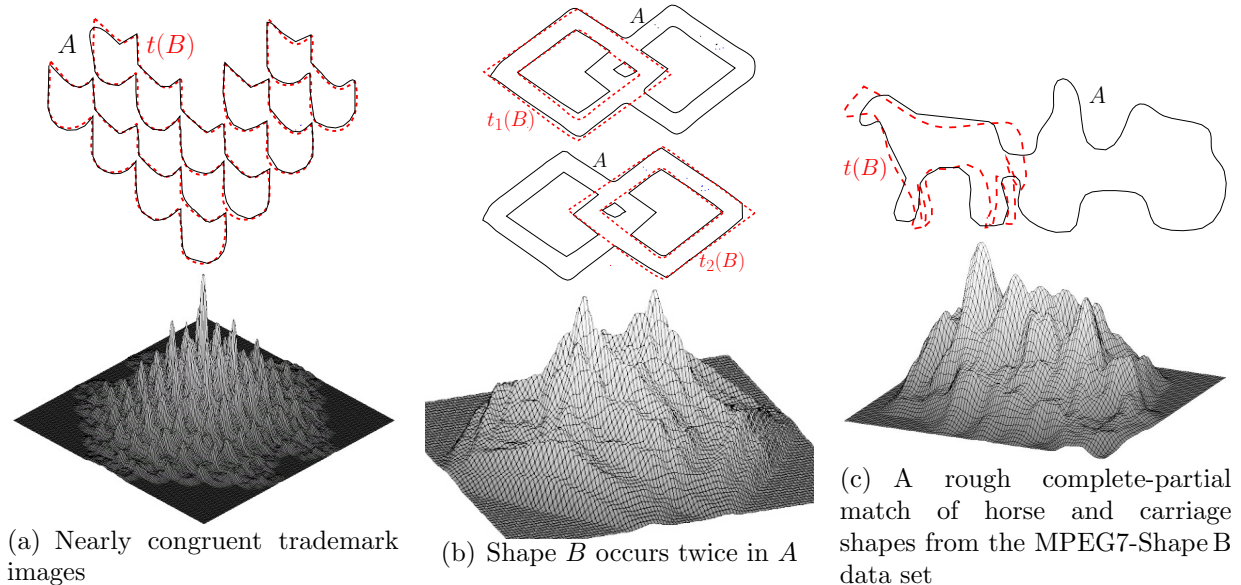 A
t(B)
(a) Nearly congruent trademark
images
A
t₁(B)
A
t₂(B)
(b) Shape B occurs twice in A
A
t(B)
(c) A rough complete-partial
match of horse and carriage
shapes from the MPEG7-Shape B
data set